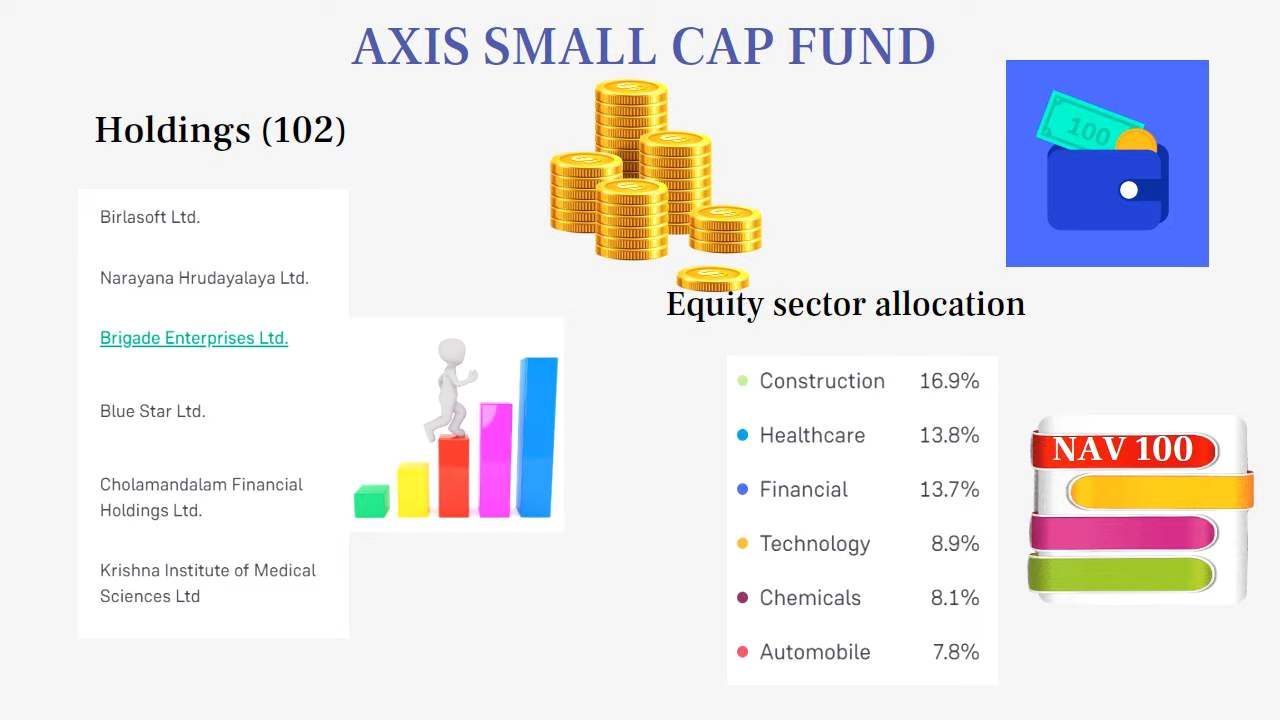 AXIS SMALL CAP FUND
Holdings (102)
Birlasoft Ltd.
Narayana Hrudayalaya Ltd.
Brigade Enterprises Ltd.
Blue Star Ltd.
Cholamandalam Financial
Holdings Ltd.
Krishna Institute of Medical
Sciences Ltd
100
Equity sector allocation
Construction 16.9%
Healthcare 13.8%
Financial 13.7%
Technology 8.9%
Chemicals 8.1%
Automobile 7.8%
NAV 100